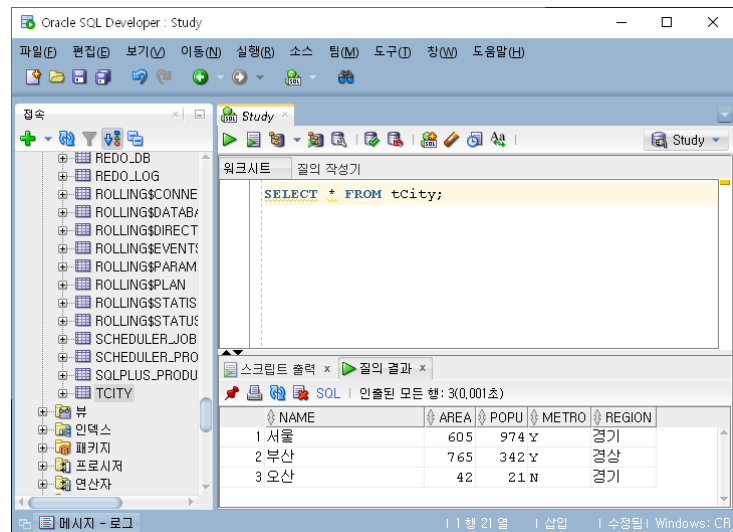 Oracle SQL Developer : Study
파일(F) 편집(E) 보기(V) 이동(N) 실행(R) 소스 팀(M) 도구(T) 창(W) 도움말(H)
접속
Study
Study
REDO_DB
REDO_LOG
ROLLING$CONNE
ROLLING$DATABA
ROLLING$DIRECT
ROLLING$EVENTS
ROLLING$PARAM
ROLLING$PLAN
ROLLING$STATIS
ROLLING$STATUS
SCHEDULER_JOB
SCHEDULER_PRO
SQLPLUS_PRODU
TCITY
뷰
인덱스
패키지
프로시저
연산자
워크시트 질의 작성기
SELECT * FROM tCity;
스크립트 출력 x 질의 결과 x
SQL | 인출된 모든 행: 3(0,001초)
NAME AREA POPU METRO REGION
1 서울 605 974 Y 경기
2 부산 765 342 Y 경상
3 오산 42 21 N 경기
메시지 - 로그
1 행 21 열 | 삽입 | 수정됨 | Windows: CR